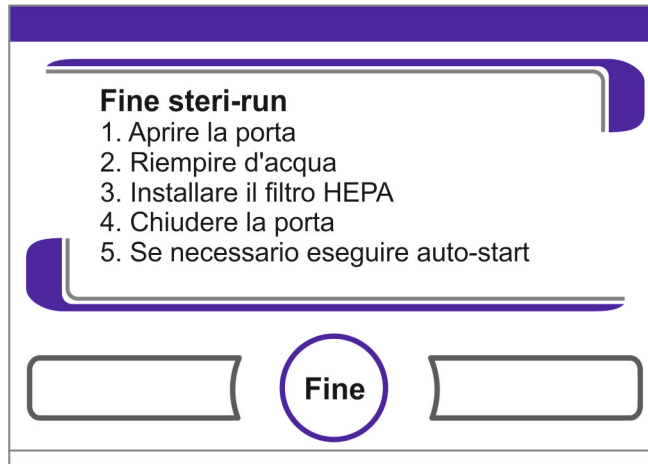 Fine steri-run
1. Aprire la porta
2. Riempire d'acqua
3. Installare il filtro HEPA
4. Chiudere la porta
5. Se necessario eseguire auto-start
Fine